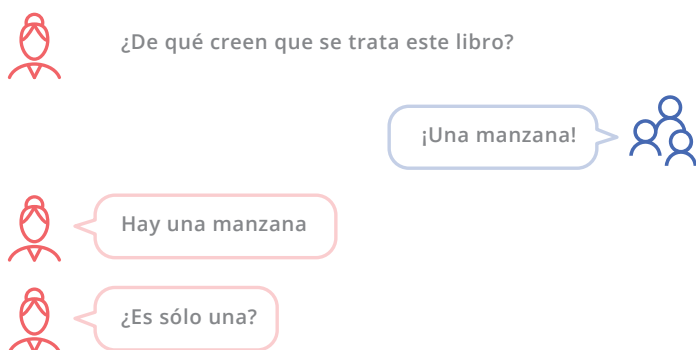 ¿De qué creen que se trata este libro?
¡Una manzana!
Hay una manzana
¿Es sólo una?